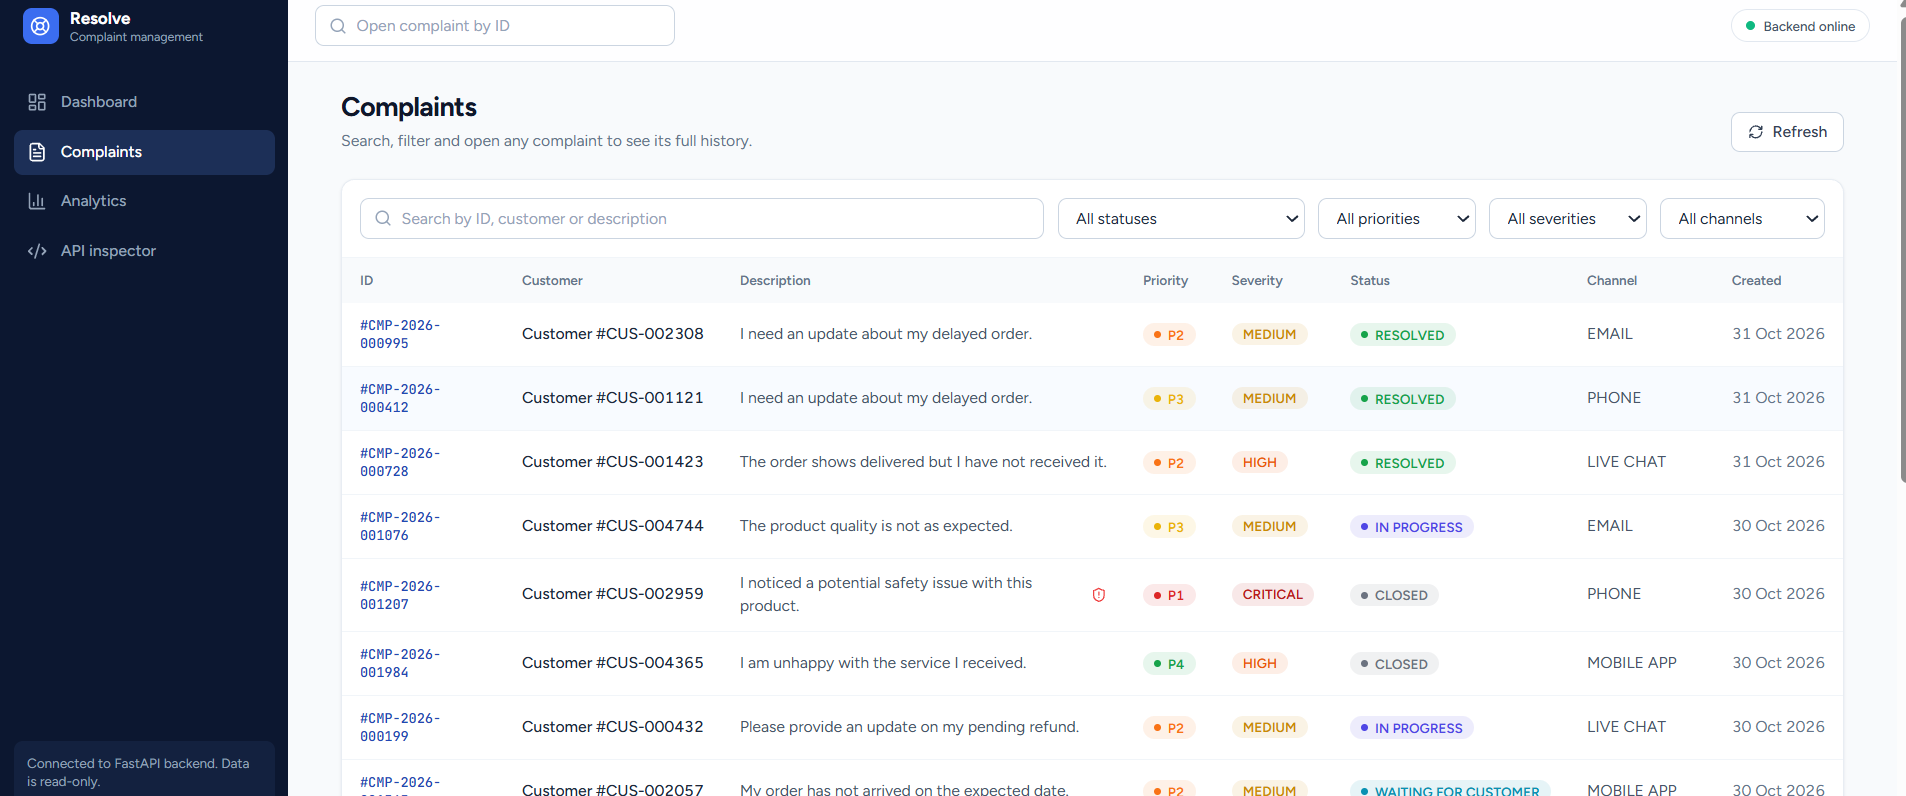 Resolve
Complaint management
Open complaint by ID
Backend online
Dashboard
Complaints
Analytics
API inspector
Connected to FastAPI backend. Data
is read-only.
Complaints
Search, filter and open any complaint to see its full history.
Refresh
Search by ID, customer or description
All statuses
All priorities
All severities
All channels
ID Customer Description Priority Severity Status Channel Created
#CMP-2026-
000995
Customer #CUS-002308 I need an update about my delayed order. P2 MEDIUM RESOLVED EMAIL 31 Oct 2026
#CMP-2026-
000412
Customer #CUS-001121 I need an update about my delayed order. P3 MEDIUM RESOLVED PHONE 31 Oct 2026
#CMP-2026-
000728
Customer #CUS-001423 The order shows delivered but I have not received it. P2 HIGH RESOLVED LIVE CHAT 31 Oct 2026
#CMP-2026-
001076
Customer #CUS-004744 The product quality is not as expected. P3 MEDIUM IN PROGRESS EMAIL 30 Oct 2026
#CMP-2026-
001207
Customer #CUS-002959 I noticed a potential safety issue with this
product.
P1 CRITICAL CLOSED PHONE 30 Oct 2026
#CMP-2026-
001984
Customer #CUS-004365 I am unhappy with the service I received. P4 HIGH CLOSED MOBILE APP 30 Oct 2026
#CMP-2026-
000199
Customer #CUS-000432 Please provide an update on my pending refund. P2 MEDIUM IN PROGRESS LIVE CHAT 30 Oct 2026
#CMP-2026-
Customer #CUS-002057 My order has not arrived on the expected date. P2 MEDIUM WAITING FOR CUSTOMER MOBILE APP 30 Oct 2026